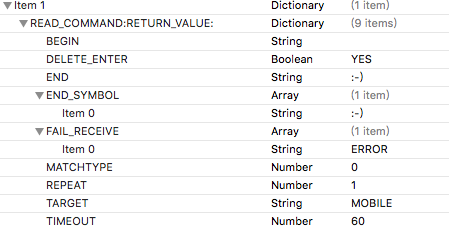 Item 1 Dictionary (1 item)
READ_COMMAND:RETURN_VALUE: Dictionary (9 items)
BEGIN String
DELETE_ENTER Boolean YES
END String :-)
END_SYMBOL Array (1 item)
Item 0 String :-)
FAIL_RECEIVE Array (1 item)
Item 0 String ERROR
MATCHTYPE Number 0
REPEAT Number 1
TARGET String MOBILE
TIMEOUT Number 60